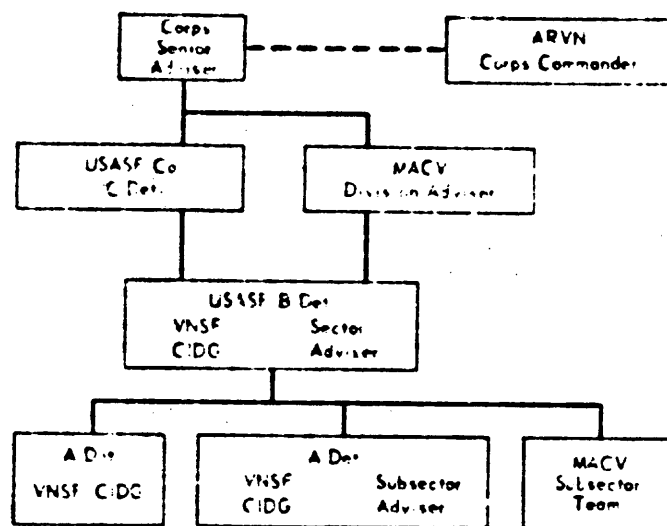 Corps
Senior
Adviser
ARVN
Corps Commander
USASF Co
C Det
MACV
Division Adviser
USASF B Det
VNSF Sector
CIDG Adviser
A Det
VNSF CIDG
A Det
VNSF Subsector
CIDG Adviser
MACV
Subsector
Team